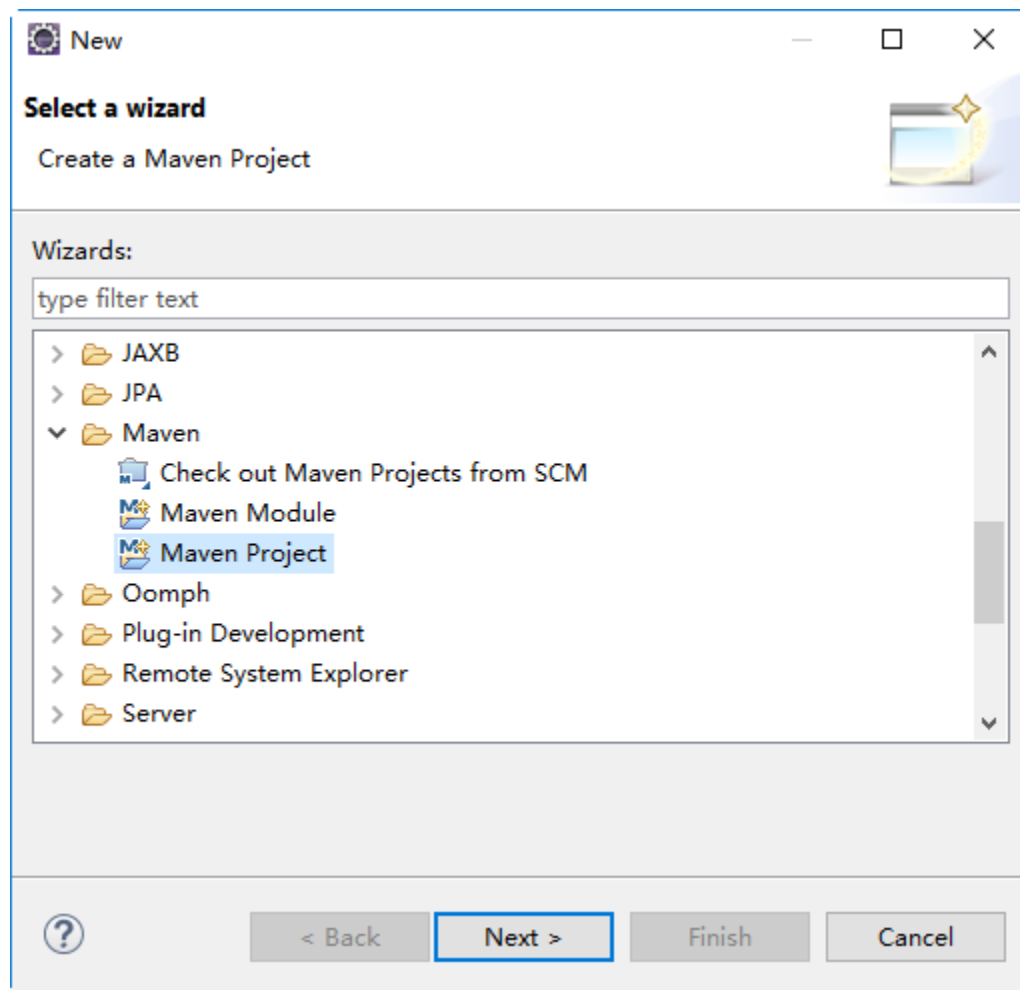 New
Select a wizard
Create a Maven Project
Wizards:
type filter text
JAXB
JPA
Maven
Check out Maven Projects from SCM
Maven Module
Maven Project
Oomph
Plug-in Development
Remote System Explorer
Server
? < Back Next > Finish Cancel